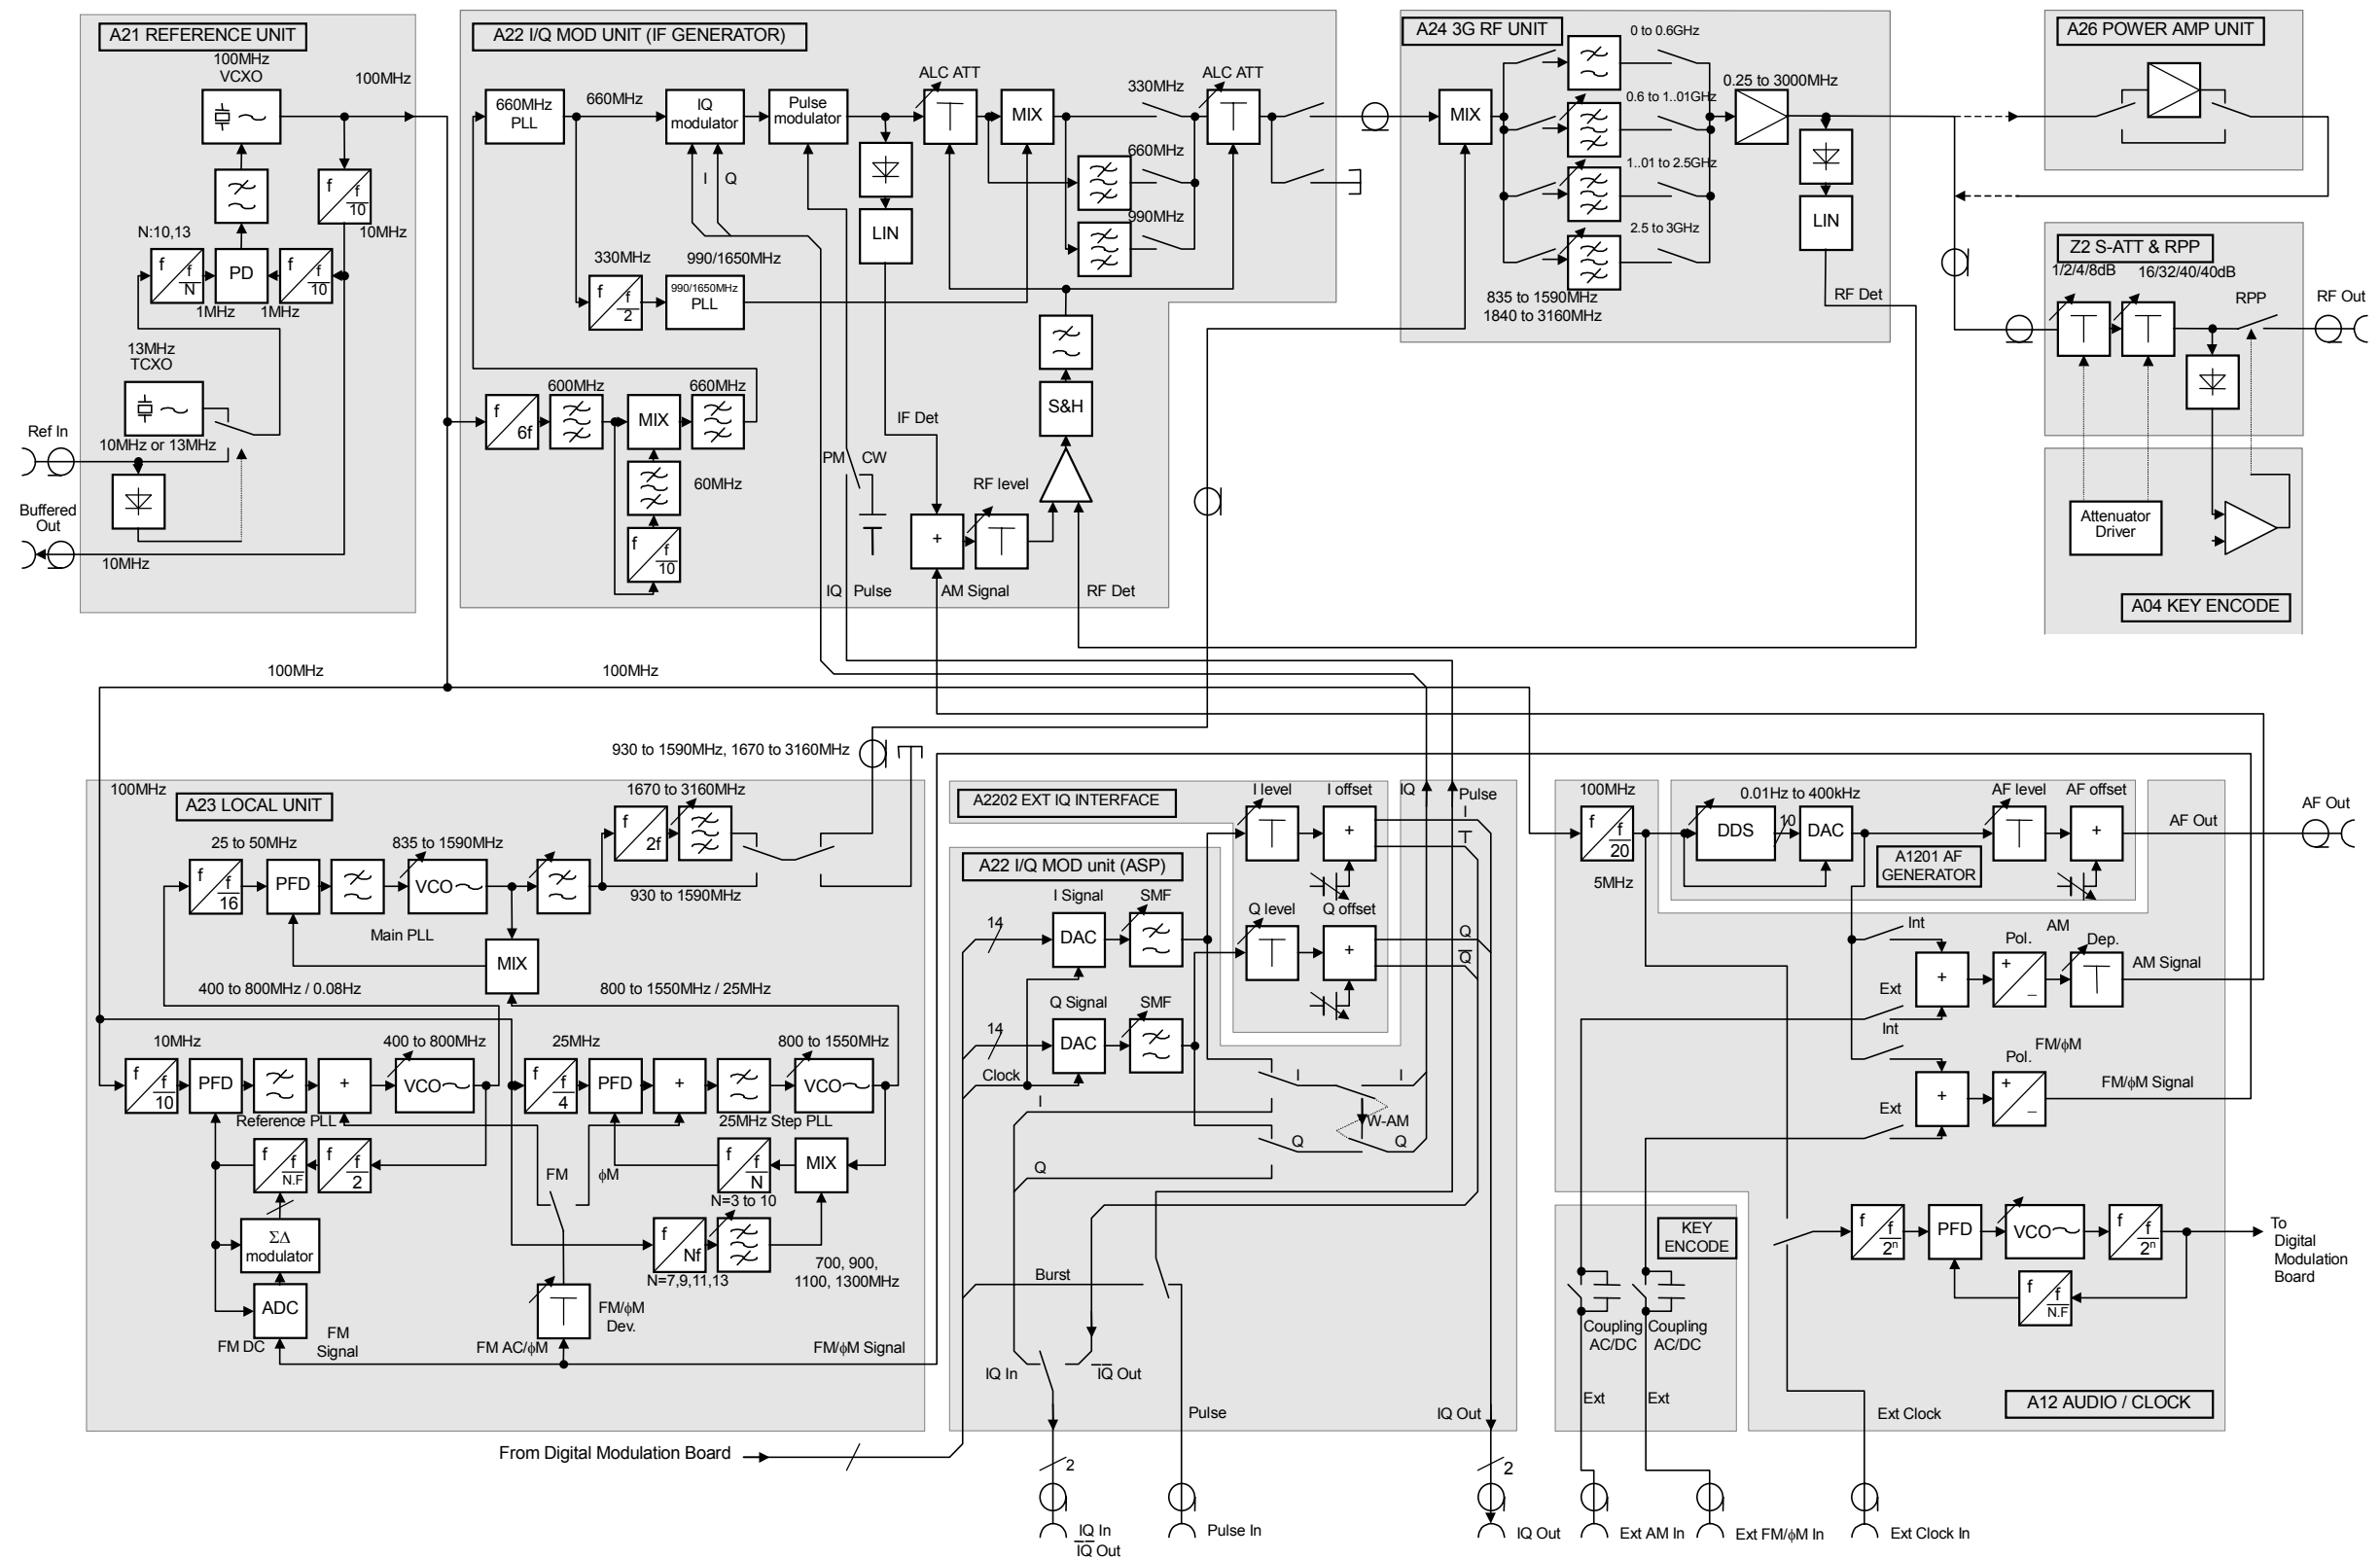 A21 REFERENCE UNIT
100MHz
VCXO
100MHz
f
f
10
10MHz
N:10,13
f
f
N
PD
f
f
10
1MHz
1MHz
13MHz
TCXO
10MHz or 13MHz
Ref In
Buffered
Out
10MHz
A22 I/Q MOD UNIT (IF GENERATOR)
660MHz
PLL
660MHz
IQ
modulator
Pulse
modulator
ALC ATT
MIX
330MHz
ALC ATT
I
Q
660MHz
990MHz
LIN
330MHz
f
f
2
990/1650MHz
990/1650MHz
PLL
600MHz
660MHz
f
6f
MIX
60MHz
f
f
10
IF Det
S&H
PM
CW
RF level
+
IQ
Pulse
AM Signal
RF Det
A24 3G RF UNIT
0 to 0.6GHz
0.6 to 1..01GHz
1..01 to 2.5GHz
2.5 to 3GHz
MIX
0.25 to 3000MHz
LIN
RF Det
835 to 1590MHz
1840 to 3160MHz
A26 POWER AMP UNIT
Z2 S-ATT & RPP
1/2/4/8dB
16/32/40/40dB
RPP
RF Out
Attenuator
Driver
A04 KEY ENCODE
100MHz
100MHz
930 to 1590MHz, 1670 to 3160MHz
100MHz
A23 LOCAL UNIT
1670 to 3160MHz
f
2f
25 to 50MHz
835 to 1590MHz
f
f
16
PFD
VCO
930 to 1590MHz
Main PLL
MIX
400 to 800MHz / 0.08Hz
800 to 1550MHz / 25MHz
10MHz
400 to 800MHz
25MHz
800 to 1550MHz
f
f
10
PFD
+
VCO
f
f
4
PFD
+
VCO
Reference PLL
25MHz Step PLL
f
f
N.F
f
f
2
FM
ϕM
f
f
N
MIX
N=3 to 10
ΣΔ
modulator
f
Nf
N=7,9,11,13
700, 900,
1100, 1300MHz
ADC
FM/ϕM
Dev.
FM DC
FM
Signal
FM AC/ϕM
FM/ϕM Signal
A2202 EXT IQ INTERFACE
I level
I offset
+
IQ
Pulse
I
I
A22 I/Q MOD unit (ASP)
I Signal
SMF
Q level
Q offset
14
DAC
+
Q
Q
Q Signal
SMF
14
DAC
Clock
I
I
I
W-AM
Q
Q
Q
Burst
IQ In
IQ Out
Pulse
IQ Out
From Digital Modulation Board
2
2
IQ In
IQ Out
Pulse In
IQ Out
100MHz
f
f
20
5MHz
0.01Hz to 400kHz
DDS
10
DAC
AF level
AF offset
+
A1201 AF
GENERATOR
AF Out
AF Out
Int
AM
Pol.
Dep.
+
+
_
AM Signal
Ext
Int
FM/ϕM
Pol.
+
+
_
FM/ϕM Signal
Ext
KEY
ENCODE
f
f
2n
PFD
VCO
f
f
2n
To
Digital
Modulation
Board
f
f
N.F
Coupling
AC/DC
Coupling
AC/DC
Ext
Ext
Ext Clock
A12 AUDIO / CLOCK
Ext AM In
Ext FM/ϕM In
Ext Clock In